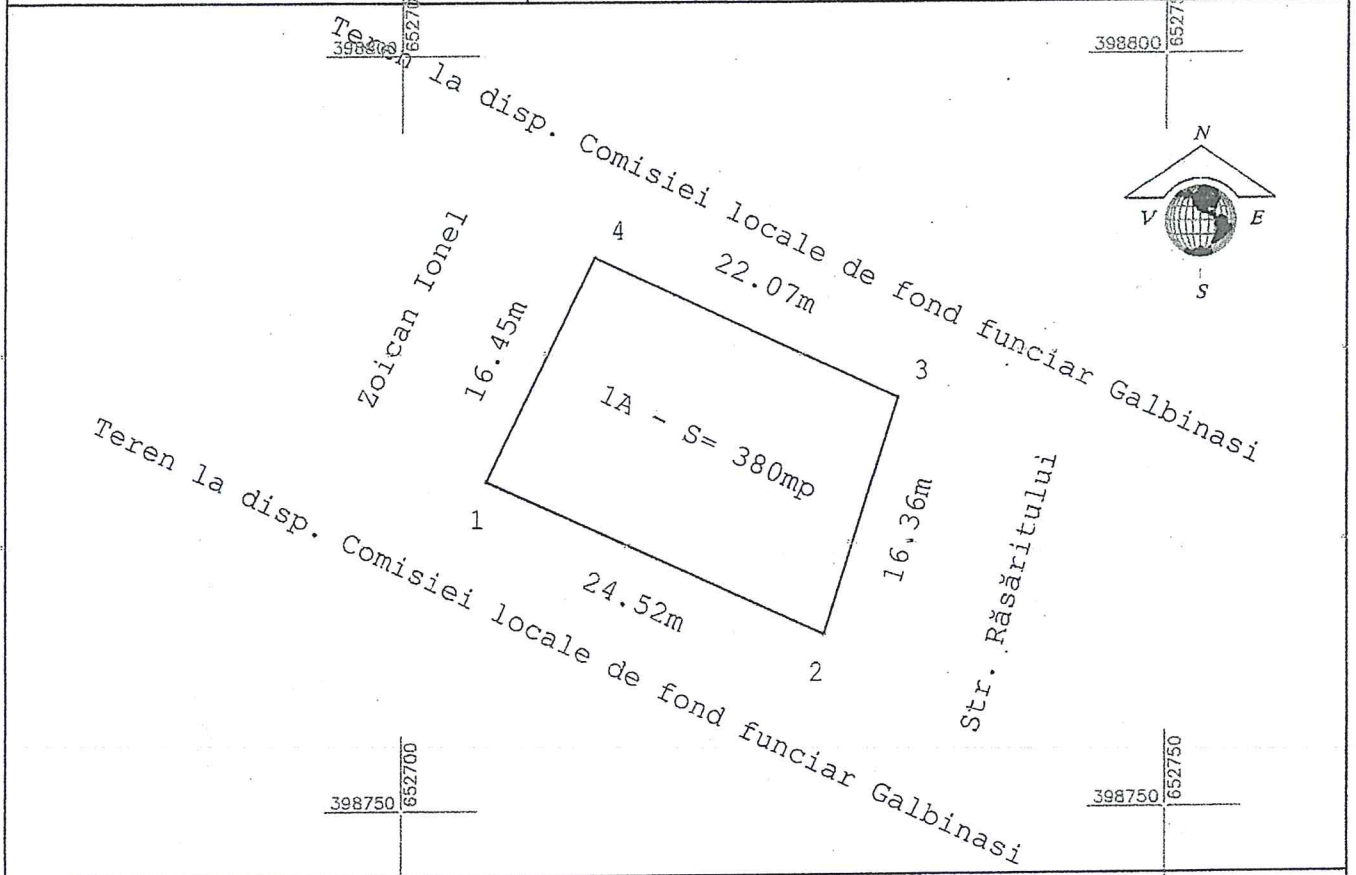 398800
65270
398800
6527
Teren la disp. Comisiei locale de fond funciar Galbinasi
N
V E
S
Zoican Ionel
4
22.07m
3
16.45m
1A - S= 380mp
16.36m
1
24.52m
2
Str. Răsăritului
Teren la disp. Comisiei locale de fond funciar Galbinasi
398750
652700
398750
652750